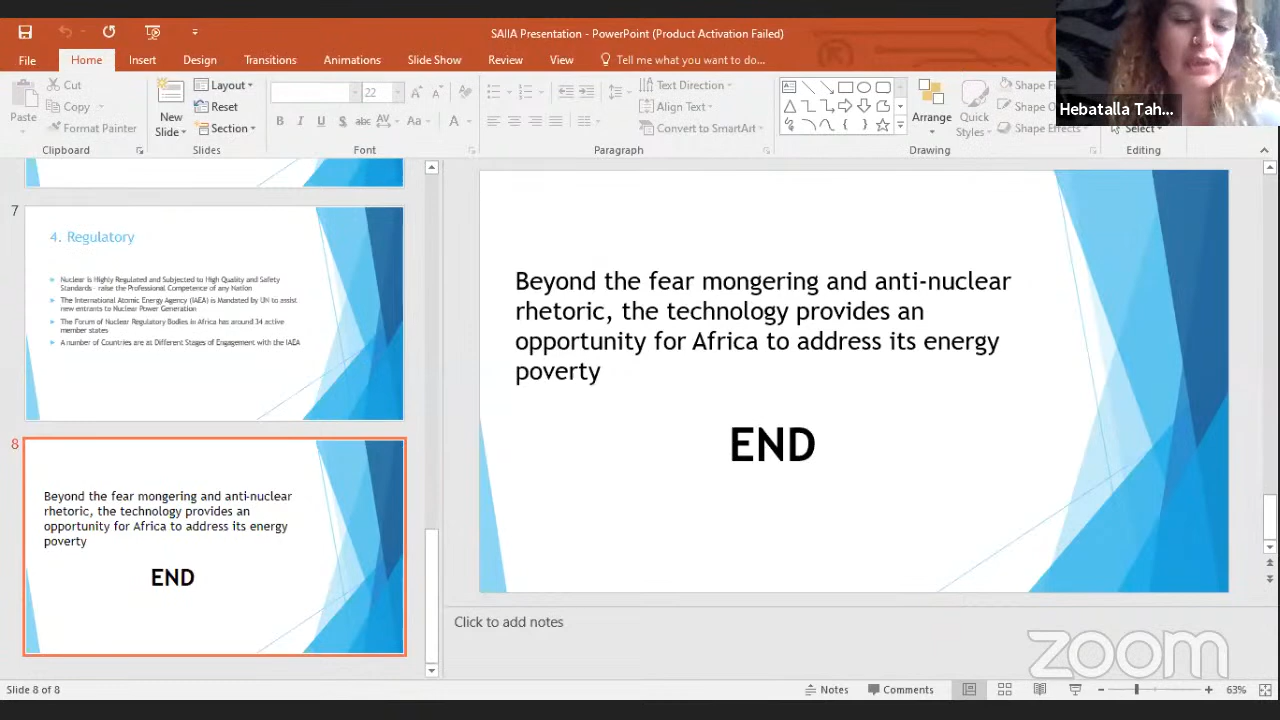 SAIIA Presentation - PowerPoint (Product Activation Failed)
File
Home
Insert
Design
Transitions
Animations
Slide Show
Review
View
Tell me what you want to do...
Paste
Cut
Copy
Format Painter
Clipboard
New
Slide
Layout
Reset
Section
Slides
22
Font
Text Direction
Align Text
Convert to SmartArt
Paragraph
Arrange
Quick
Styles
Shape Fi
Shape O
Shape Effects
Drawing
Select
Editing
Hebatalla Tah...
7
4. Regulatory
Nuclear is Highly Regulated and Subjected to High Quality and Safety
Standards - raise the Professional Competence of any Nation
The International Atomic Energy Agency (IAEA) is Mandated by UN to assist
new entrants to Nuclear Power Generation
The Forum of Nuclear Regulatory Bodies in Africa has around 34 active
member states
A number of Countries are at Different Stages of Engagement with the IAEA
8
Beyond the fear mongering and anti-nuclear
rhetoric, the technology provides an
opportunity for Africa to address its energy
poverty
END
Beyond the fear mongering and anti-nuclear
rhetoric, the technology provides an
opportunity for Africa to address its energy
poverty
END
Click to add notes
zoom
Slide 8 of 8
Notes
Comments
63%